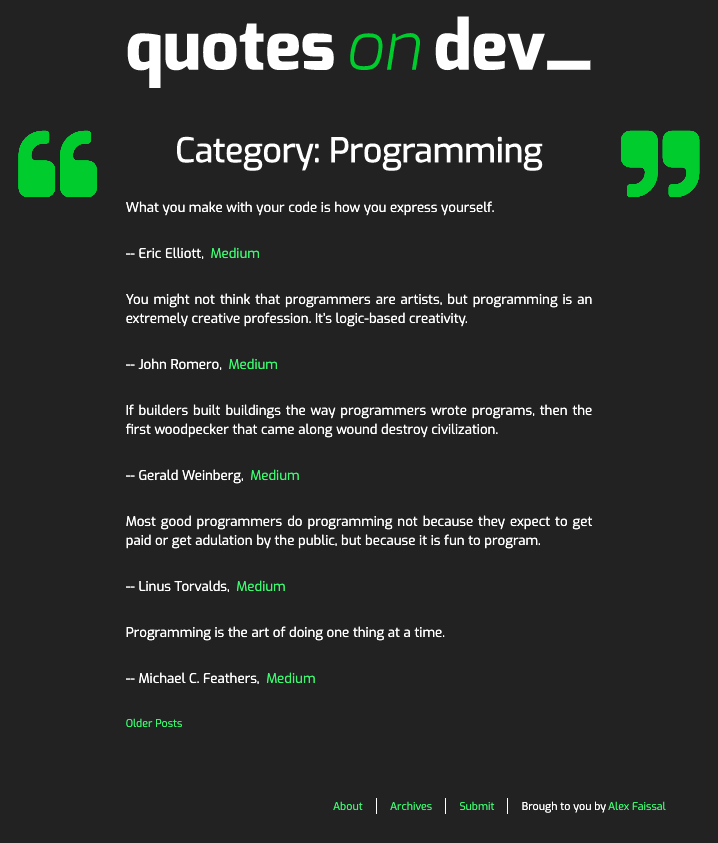 quotes on dev_
Category: Programming
What you make with your code is how you express yourself.
-- Eric Elliott, Medium
You might not think that programmers are artists, but programming is an
extremely creative profession. It's logic-based creativity.
-- John Romero, Medium
If builders built buildings the way programmers wrote programs, then the
first woodpecker that came along wound destroy civilization.
-- Gerald Weinberg, Medium
Most good programmers do programming not because they expect to get
paid or get adulation by the public, but because it is fun to program.
-- Linus Torvalds, Medium
Programming is the art of doing one thing at a time.
-- Michael C. Feathers, Medium
Older Posts
About | Archives | Submit | Brough to you by Alex Faissal